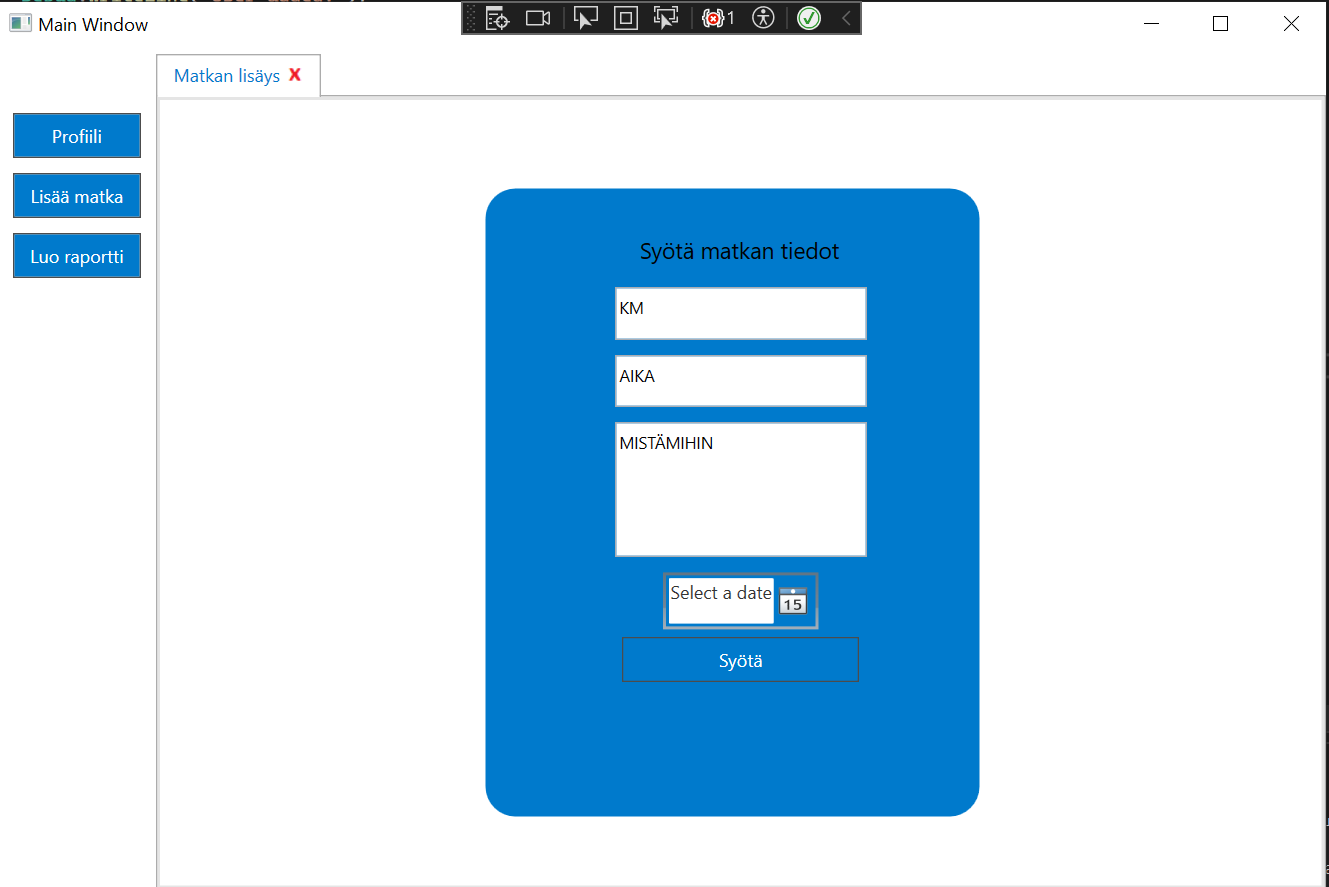 Main Window
1
Matkan lisäys X
Profiili
Lisää matka
Luo raportti
Syötä matkan tiedot
KM
AIKA
MISTÄMIHIN
Select a date 15
Syötä